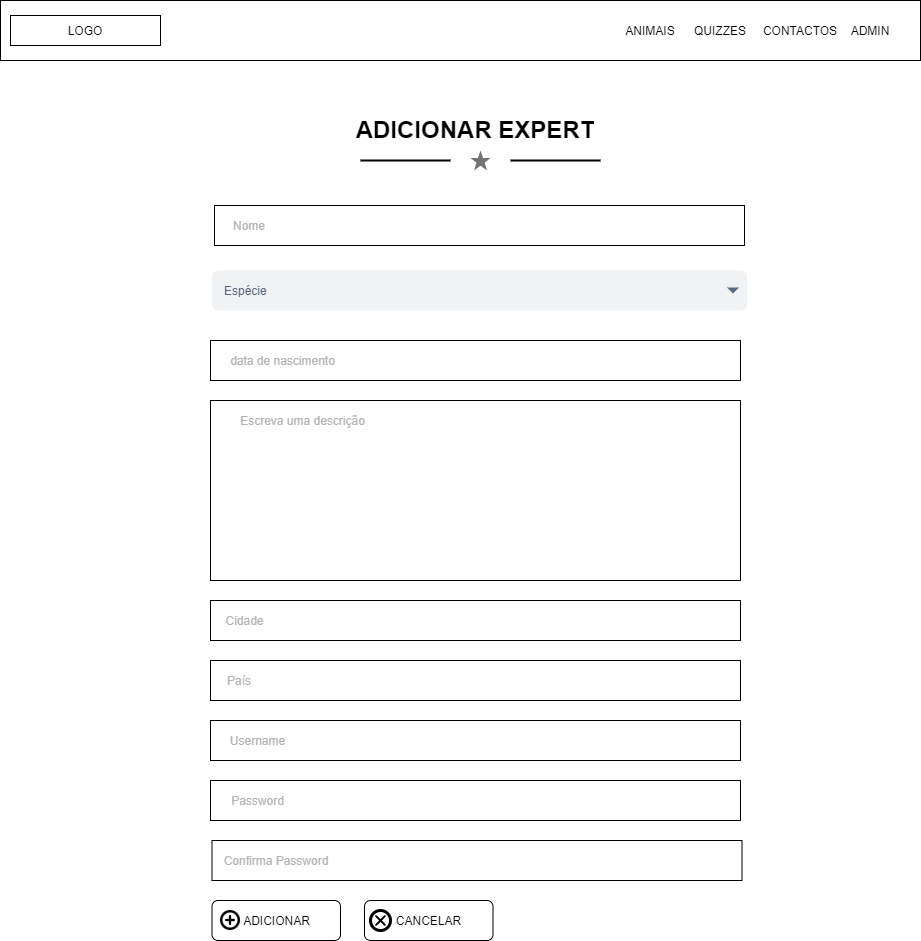 LOGO
ANIMAIS QUIZZES CONTACTOS ADMIN
ADICIONAR EXPERT
Nome
Espécie
data de nascimento
Escreva uma descrição
Cidade
País
Username
Password
Confirma Password
ADICIONAR CANCELAR